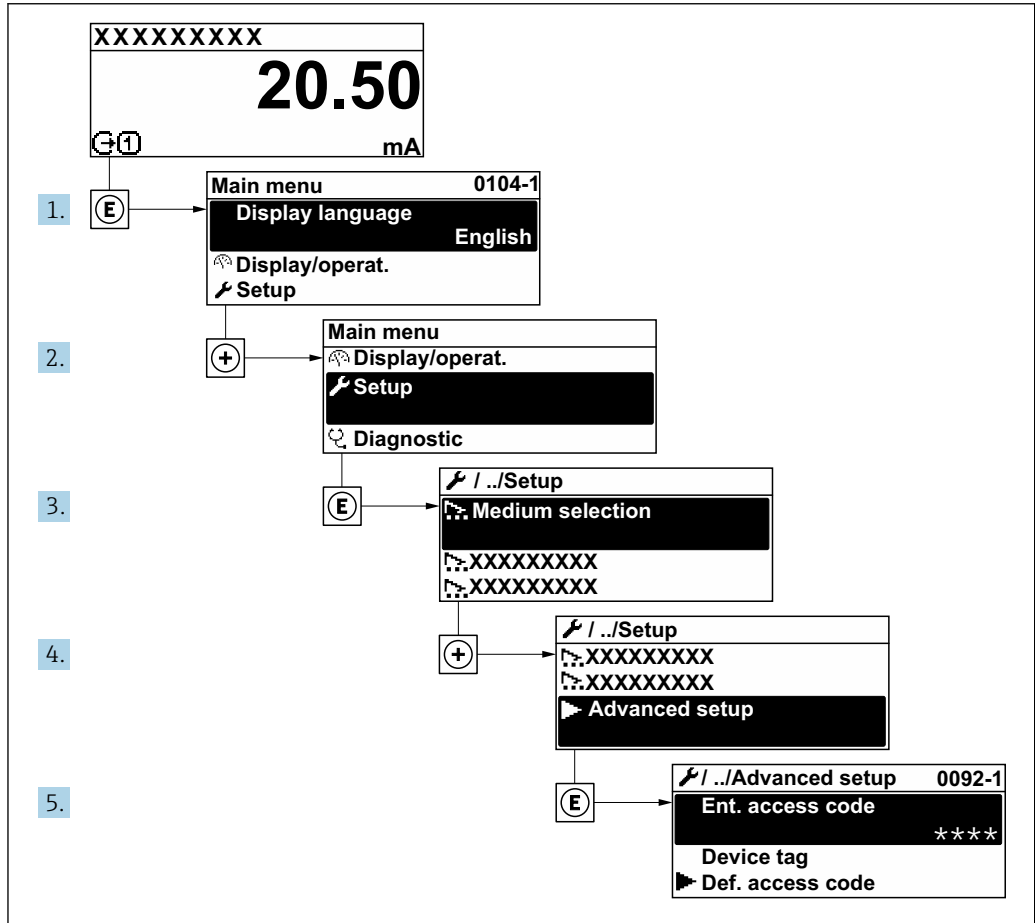 XXXXXXXXX
20.50
mA
1.
E
Main menu 0104-1
Display language
English
Display/operat.
Setup
2.
+
Main menu
Display/operat.
Setup
Diagnostic
3.
E
/ ../Setup
Medium selection
XXXXXXXXX
XXXXXXXXX
4.
+
/ ../Setup
XXXXXXXXX
XXXXXXXXX
Advanced setup
5.
E
/ ../Advanced setup 0092-1
Ent. access code
****
Device tag
Def. access code